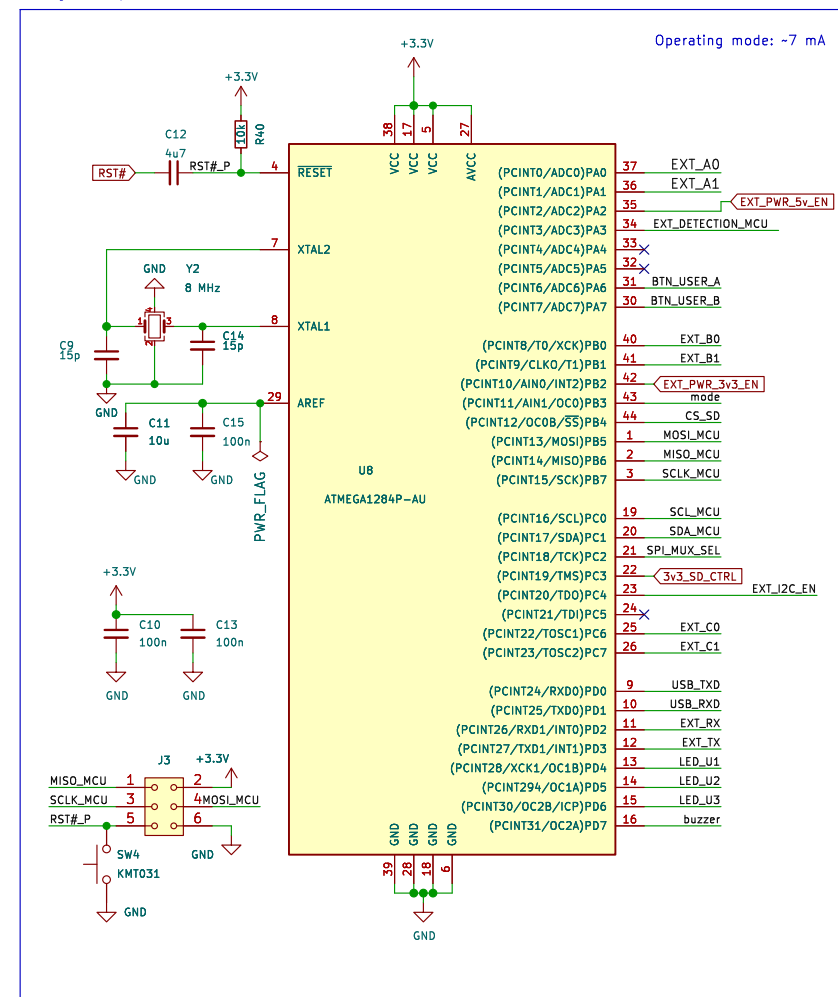 Operating mode: ~7 mA
+3.3V
+3.3V
10k
R40
C12
4u7
RST#
RST#_P
4
RESET
38
17
5
27
VCC
VCC
VCC
AVCC
7
XTAL2
GND
Y2
8 MHz
1
2
3
4
8
XTAL1
C9
15p
C14
15p
GND
29
AREF
C11
10u
C15
100n
GND
GND
PWR_FLAG
U8
ATMEGA1284P-AU
(PCINT0/ADC0)PA0 37 EXT_A0
(PCINT1/ADC1)PA1 36 EXT_A1
(PCINT2/ADC2)PA2 35 EXT_PWR_5v_EN
(PCINT3/ADC3)PA3 34 EXT_DETECTION_MCU
(PCINT4/ADC4)PA4 33
(PCINT5/ADC5)PA5 32
(PCINT6/ADC6)PA6 31 BTN_USER_A
(PCINT7/ADC7)PA7 30 BTN_USER_B
(PCINT8/T0/XCK)PB0 40 EXT_B0
(PCINT9/CLKO/T1)PB1 41 EXT_B1
(PCINT10/AIN0/INT2)PB2 42 EXT_PWR_3v3_EN
(PCINT11/AIN1/OC0)PB3 43 mode
(PCINT12/OC0B/SS)PB4 44 CS_SD
(PCINT13/MOSI)PB5 1 MOSI_MCU
(PCINT14/MISO)PB6 2 MISO_MCU
(PCINT15/SCK)PB7 3 SCLK_MCU
(PCINT16/SCL)PC0 19 SCL_MCU
(PCINT17/SDA)PC1 20 SDA_MCU
(PCINT18/TCK)PC2 21 SPI_MUX_SEL
(PCINT19/TMS)PC3 22 3v3_SD_CTRL
(PCINT20/TDO)PC4 23 EXT_I2C_EN
(PCINT21/TDI)PC5 24
(PCINT22/TOSC1)PC6 25 EXT_C0
(PCINT23/TOSC2)PC7 26 EXT_C1
(PCINT24/RXD0)PD0 9 USB_TXD
(PCINT25/TXD0)PD1 10 USB_RXD
(PCINT26/RXD1/INT0)PD2 11 EXT_RX
(PCINT27/TXD1/INT1)PD3 12 EXT_TX
(PCINT28/XCK1/OC1B)PD4 13 LED_U1
(PCINT294/OC1A)PD5 14 LED_U2
(PCINT30/OC2B/ICP)PD6 15 LED_U3
(PCINT31/OC2A)PD7 16 buzzer
+3.3V
C10
100n
C13
100n
GND
GND
J3
+3.3V
MISO_MCU 1 2
SCLK_MCU 3 4 MOSI_MCU
RST#_P 5 6
GND
SW4
KMT031
GND
GND
GND
GND
GND
39
28
18
6
GND